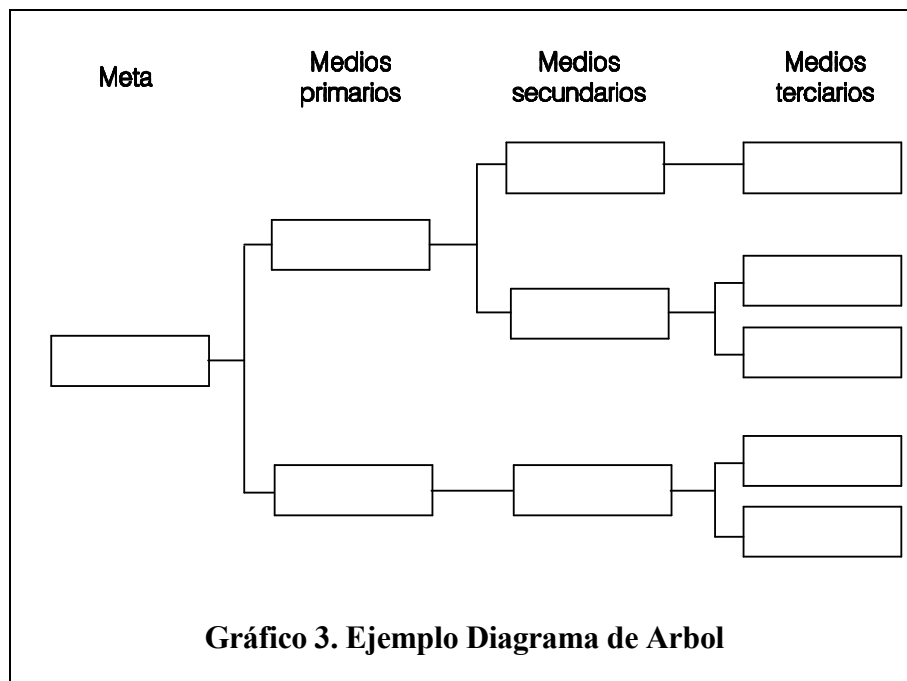 Meta
Medios
primarios
Medios
secundarios
Medios
terciarios
Gráfico 3. Ejemplo Diagrama de Arbol